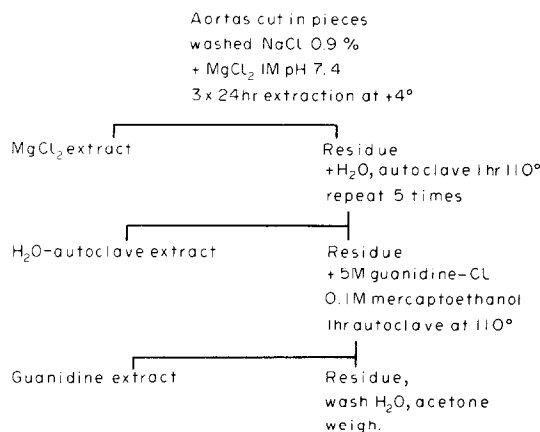 Aortas cut in pieces
washed NaCl 0.9 %
+ MgCl₂ 1M pH 7.4
3 x 24hr extraction at +4°
MgCl₂ extract
Residue
+H₂O, autoclave 1hr 110°
repeat 5 times
H₂O-autoclave extract
Residue
+ 5M guanidine-Cl
0.1M mercaptoethanol
1hr autoclave at 110°
Guanidine extract
Residue,
wash H₂O, acetone
weigh.